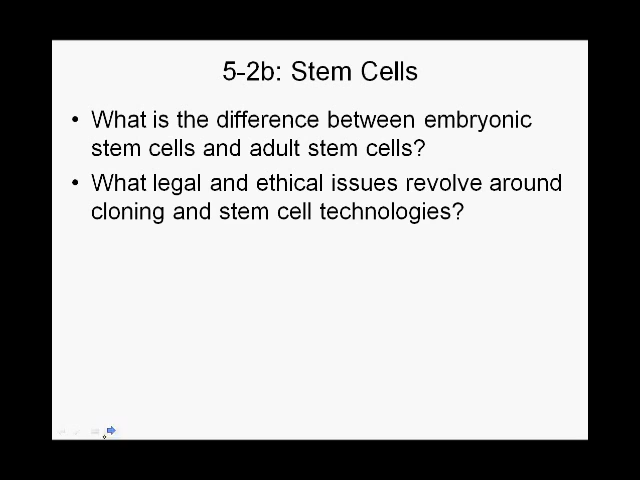 5-2b: Stem Cells
• What is the difference between embryonic
stem cells and adult stem cells?
• What legal and ethical issues revolve around
cloning and stem cell technologies?